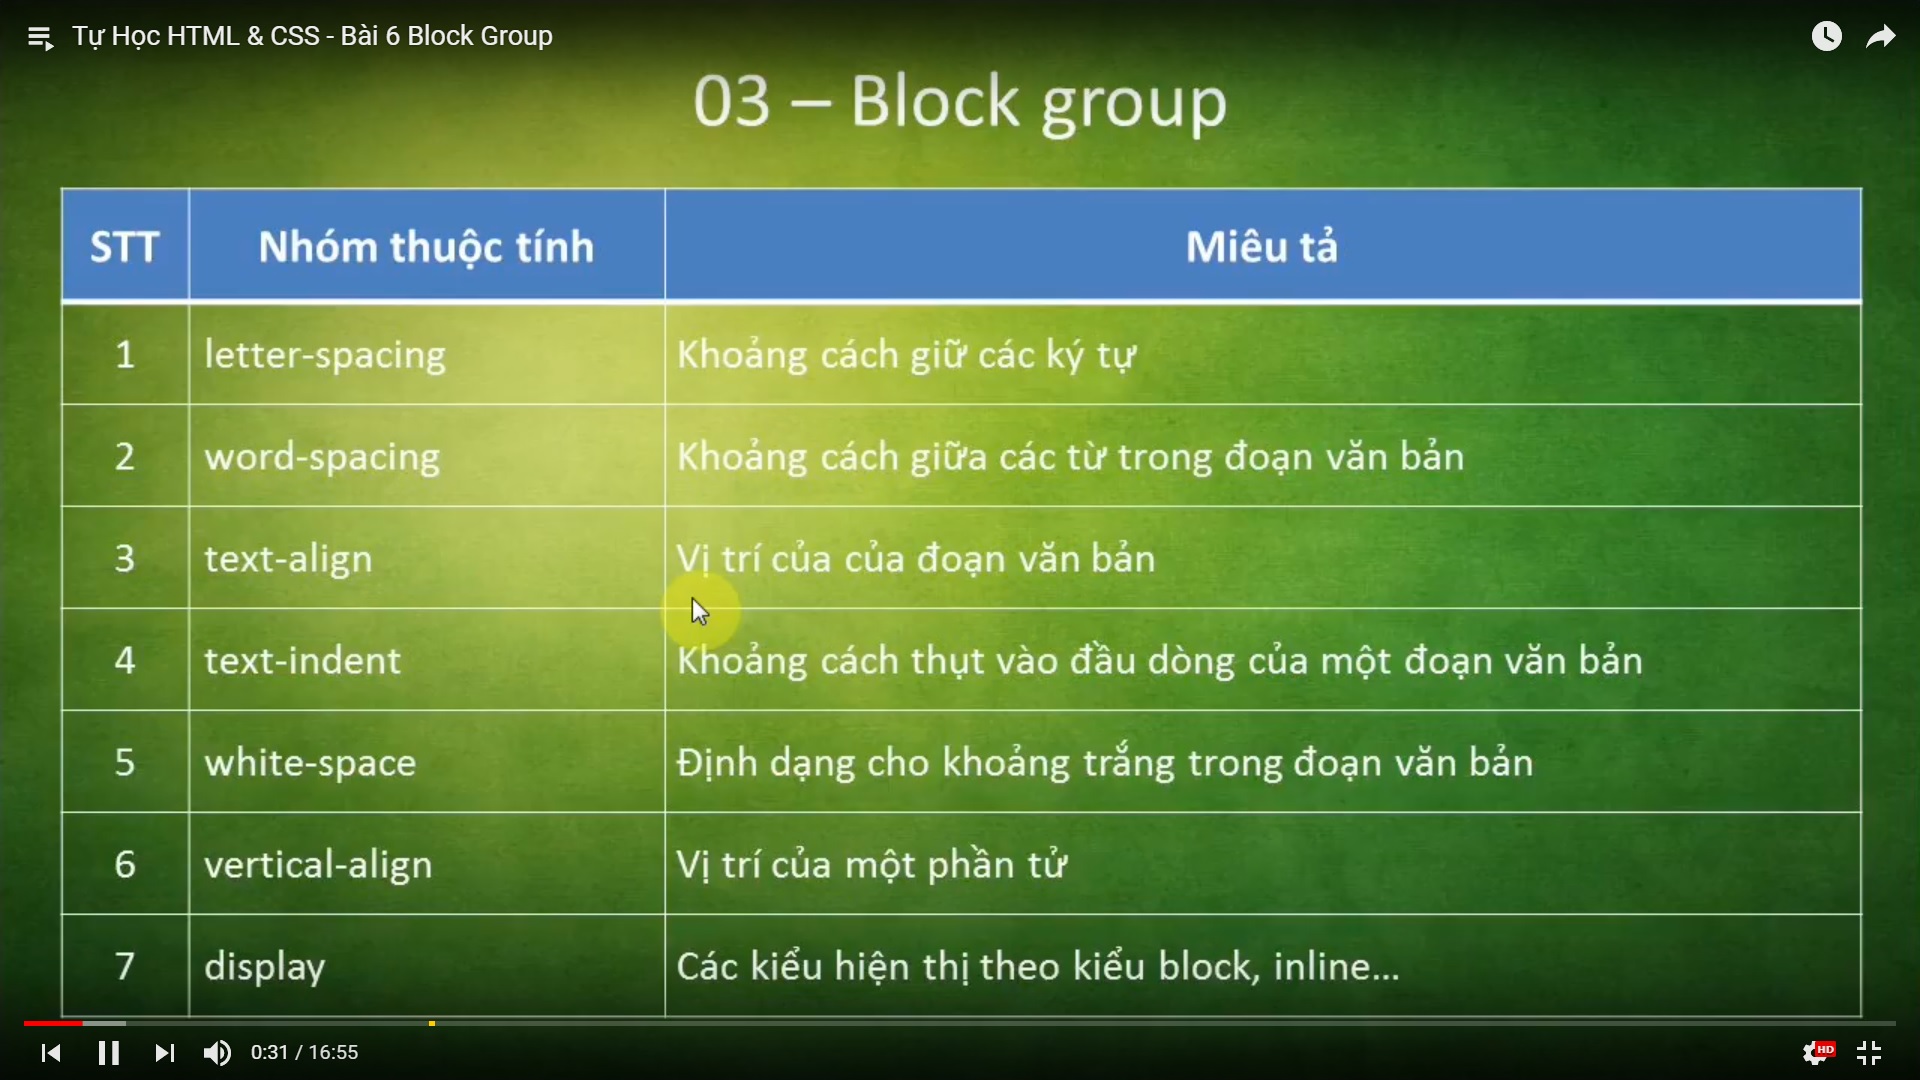 Tự Học HTML & CSS - Bài 6 Block Group
03 – Block group
STT Nhóm thuộc tính Miêu tả
1 letter-spacing Khoảng cách giữ các ký tự
2 word-spacing Khoảng cách giữa các từ trong đoạn văn bản
3 text-align Vị trí của của đoạn văn bản
4 text-indent Khoảng cách thụt vào đầu dòng của một đoạn văn bản
5 white-space Định dạng cho khoảng trắng trong đoạn văn bản
6 vertical-align Vị trí của một phần tử
7 display Các kiểu hiện thị theo kiểu block, inline...
0:31 / 16:55 HD